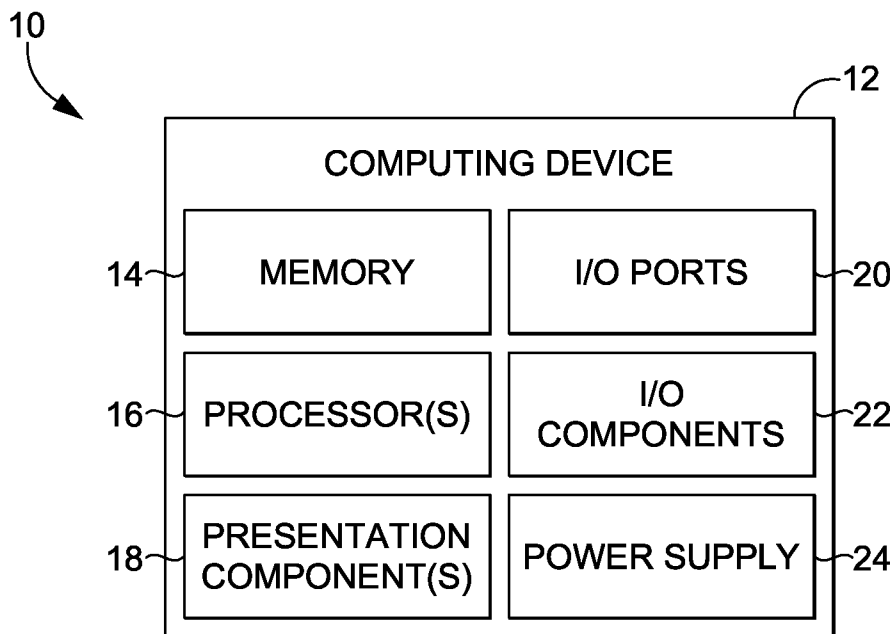 10
12
COMPUTING DEVICE
14
MEMORY
I/O PORTS
20
16
PROCESSOR(S)
I/O
COMPONENTS
22
18
PRESENTATION
COMPONENT(S)
POWER SUPPLY
24